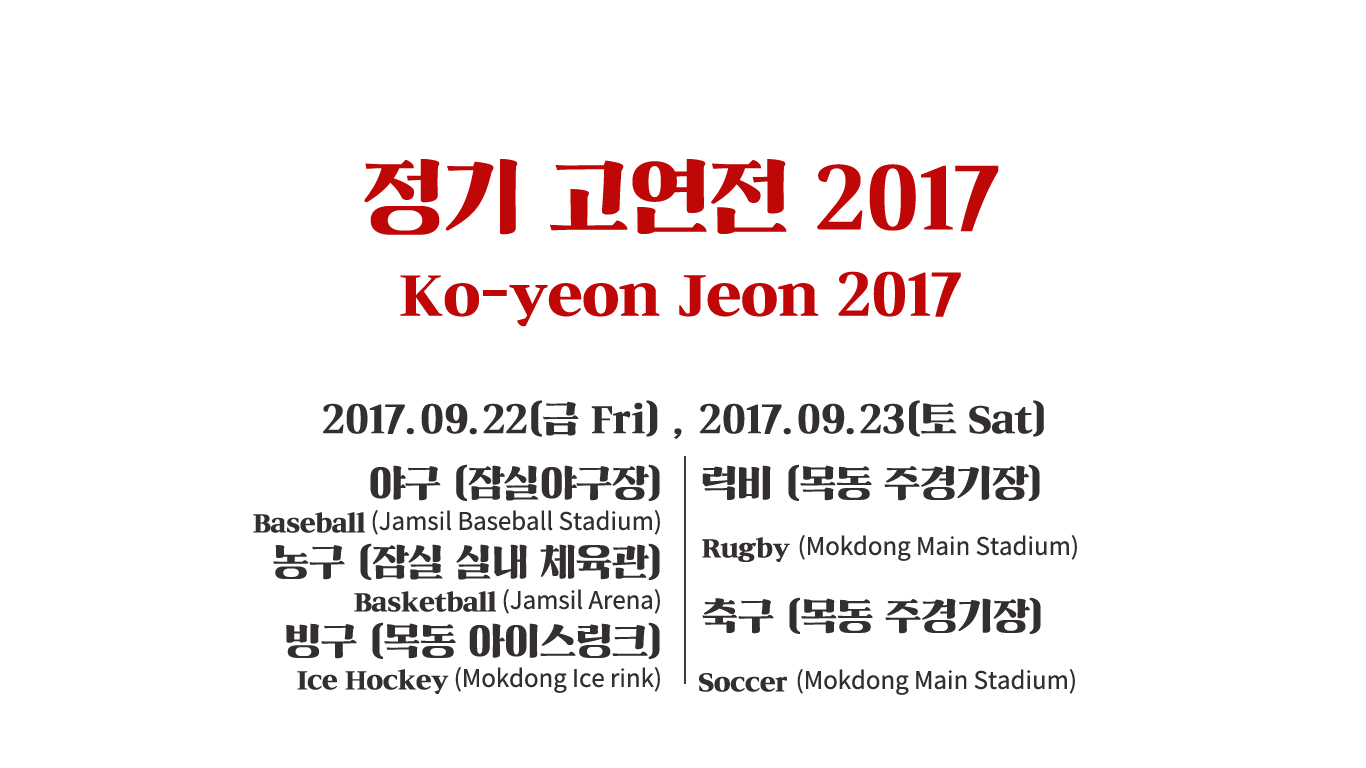 정기 고연전 2017
Ko-yeon Jeon 2017
2017.09.22(금 Fri) , 2017.09.23(토 Sat)
야구 (잠실야구장)
Baseball (Jamsil Baseball Stadium)
농구 (잠실 실내 체육관)
Basketball (Jamsil Arena)
빙구 (목동 아이스링크)
Ice Hockey (Mokdong Ice rink)
럭비 (목동 주경기장)
Rugby (Mokdong Main Stadium)
축구 (목동 주경기장)
Soccer (Mokdong Main Stadium)